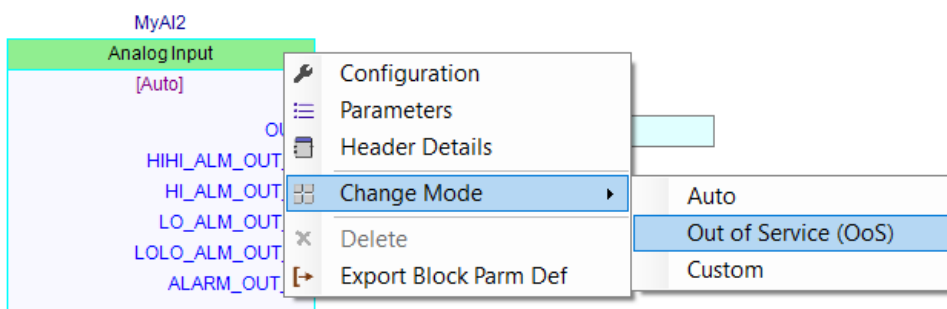 MyAI2
Analog Input
[Auto]
Configuration
Parameters
OU
Header Details
HIHI_ALM_OUT_
HI_ALM_OUT_
Change Mode
Auto
LO_ALM_OUT_
Delete
Out of Service (OoS)
LOLO_ALM_OUT_
Custom
ALARM_OUT_
Export Block Parm Def